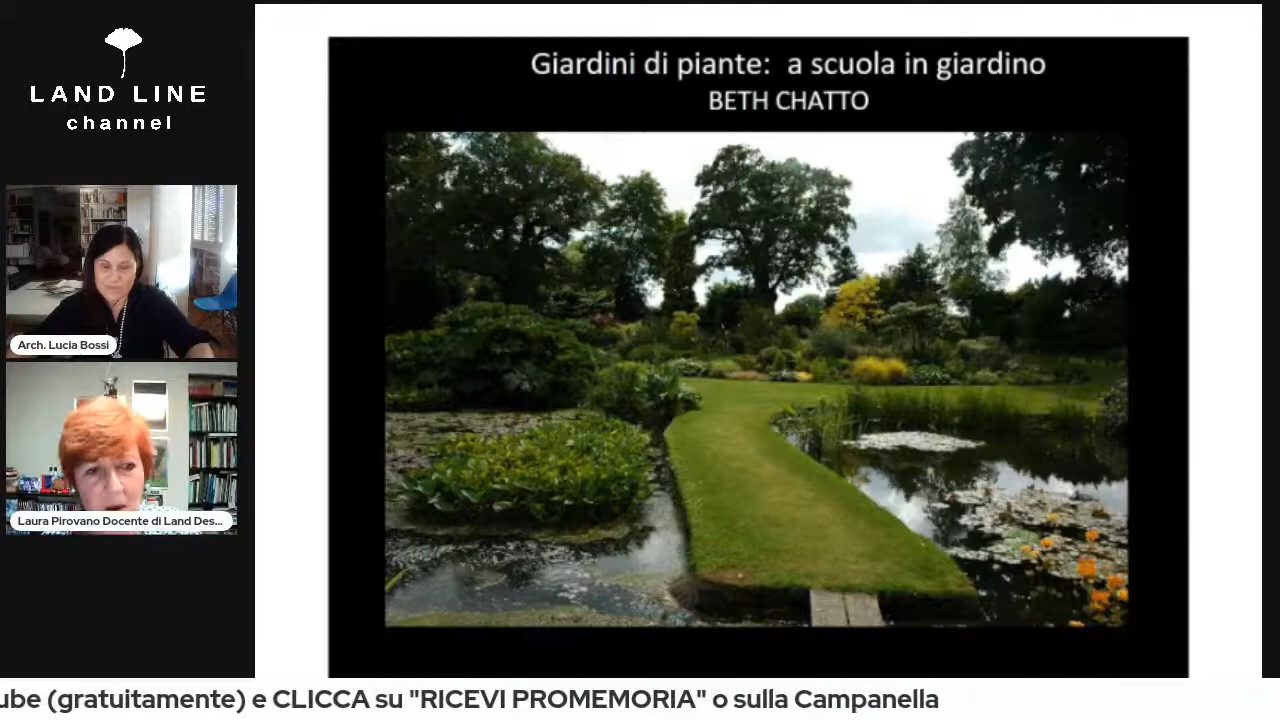 LAND LINE
channel
Giardini di piante: a scuola in giardino
BETH CHATTO
Arch. Lucia Bossi
Laura Pirovano Docente di Land Des...
ube (gratuitamente) e CLICCA su "RICEVI PROMEMORIA" o sulla Campanella